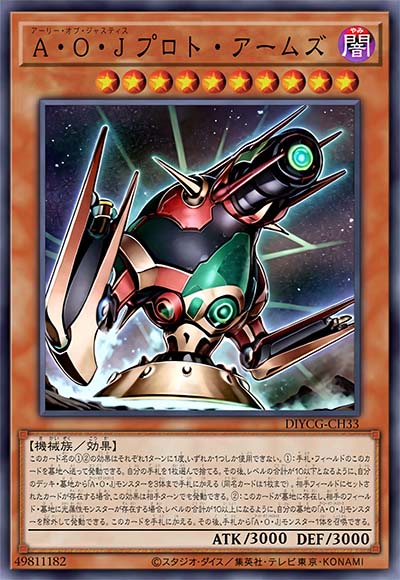 アーリー・オブ・ジャスティス
A・O・J プロト・アームズ
やみ
闇
DIYCG-CH33
きかいぞく こうか
【機械族／効果】
このカード名の①②の効果はそれぞれ1ターンに1度、いずれか1つしか使用できない。①：手札・フィールドのこのカ
ードを墓地へ送って発動できる。自分の手札を1枚選んで捨てる。その後、レベルの合計が10以下となるように、自分
のデッキ・墓地から「A・O・J」モンスターを3体まで手札に加える（同名カードは1枚まで）。相手フィールドにセットさ
れたカードが存在する場合、この効果は相手ターンでも発動できる。②：このカードが墓地に存在し、相手のフィール
ド・墓地に光属性モンスターが存在する場合、レベルの合計が10以上になるように、自分の墓地の「A・O・J」モンスタ
ーを除外して発動できる。このカードを手札に加える。その後、手札から「A・O・J」モンスター1体を召喚できる。
ATK/3000 DEF/3000
49811182
©スタジオ・ダイス／集英社・テレビ東京・KONAMI